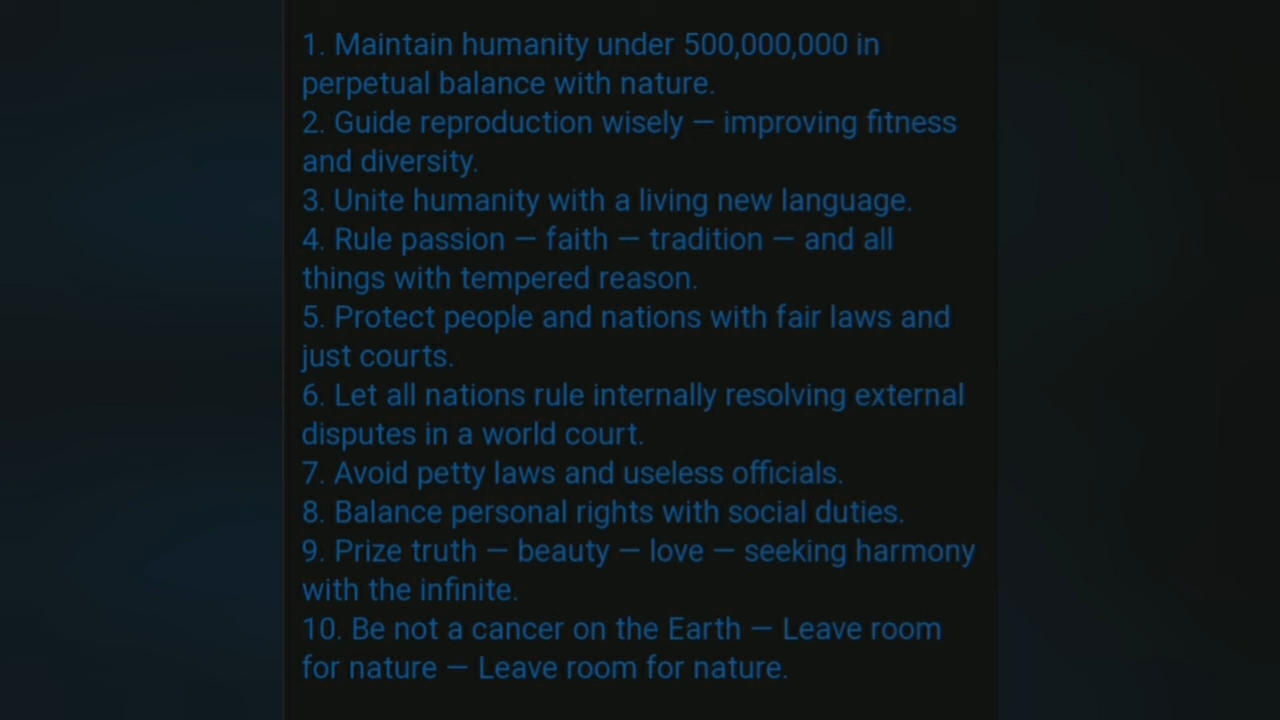 1. Maintain humanity under 500,000,000 in
perpetual balance with nature.
2. Guide reproduction wisely — improving fitness
and diversity.
3. Unite humanity with a living new language.
4. Rule passion — faith — tradition — and all
things with tempered reason.
5. Protect people and nations with fair laws and
just courts.
6. Let all nations rule internally resolving external
disputes in a world court.
7. Avoid petty laws and useless officials.
8. Balance personal rights with social duties.
9. Prize truth — beauty — love — seeking harmony
with the infinite.
10. Be not a cancer on the Earth — Leave room
for nature — Leave room for nature.